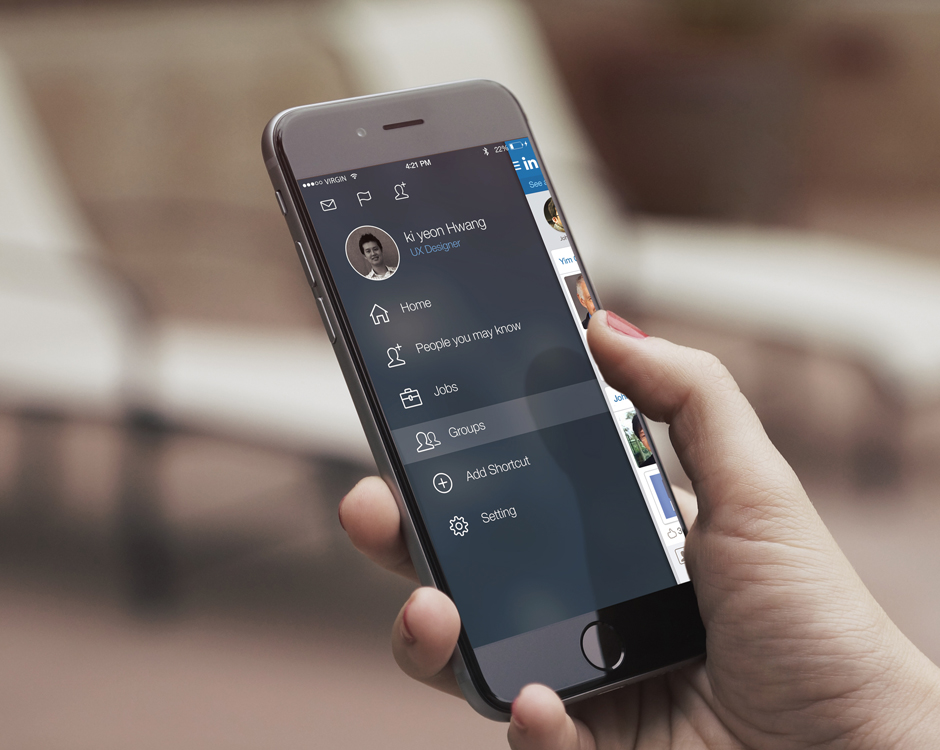 VIRGIN
4:21 PM
22%
in
See
ki yeon Hwang
UX Designer
Yim
Home
People you may know
Jobs
Groups
Add Shortcut
Setting